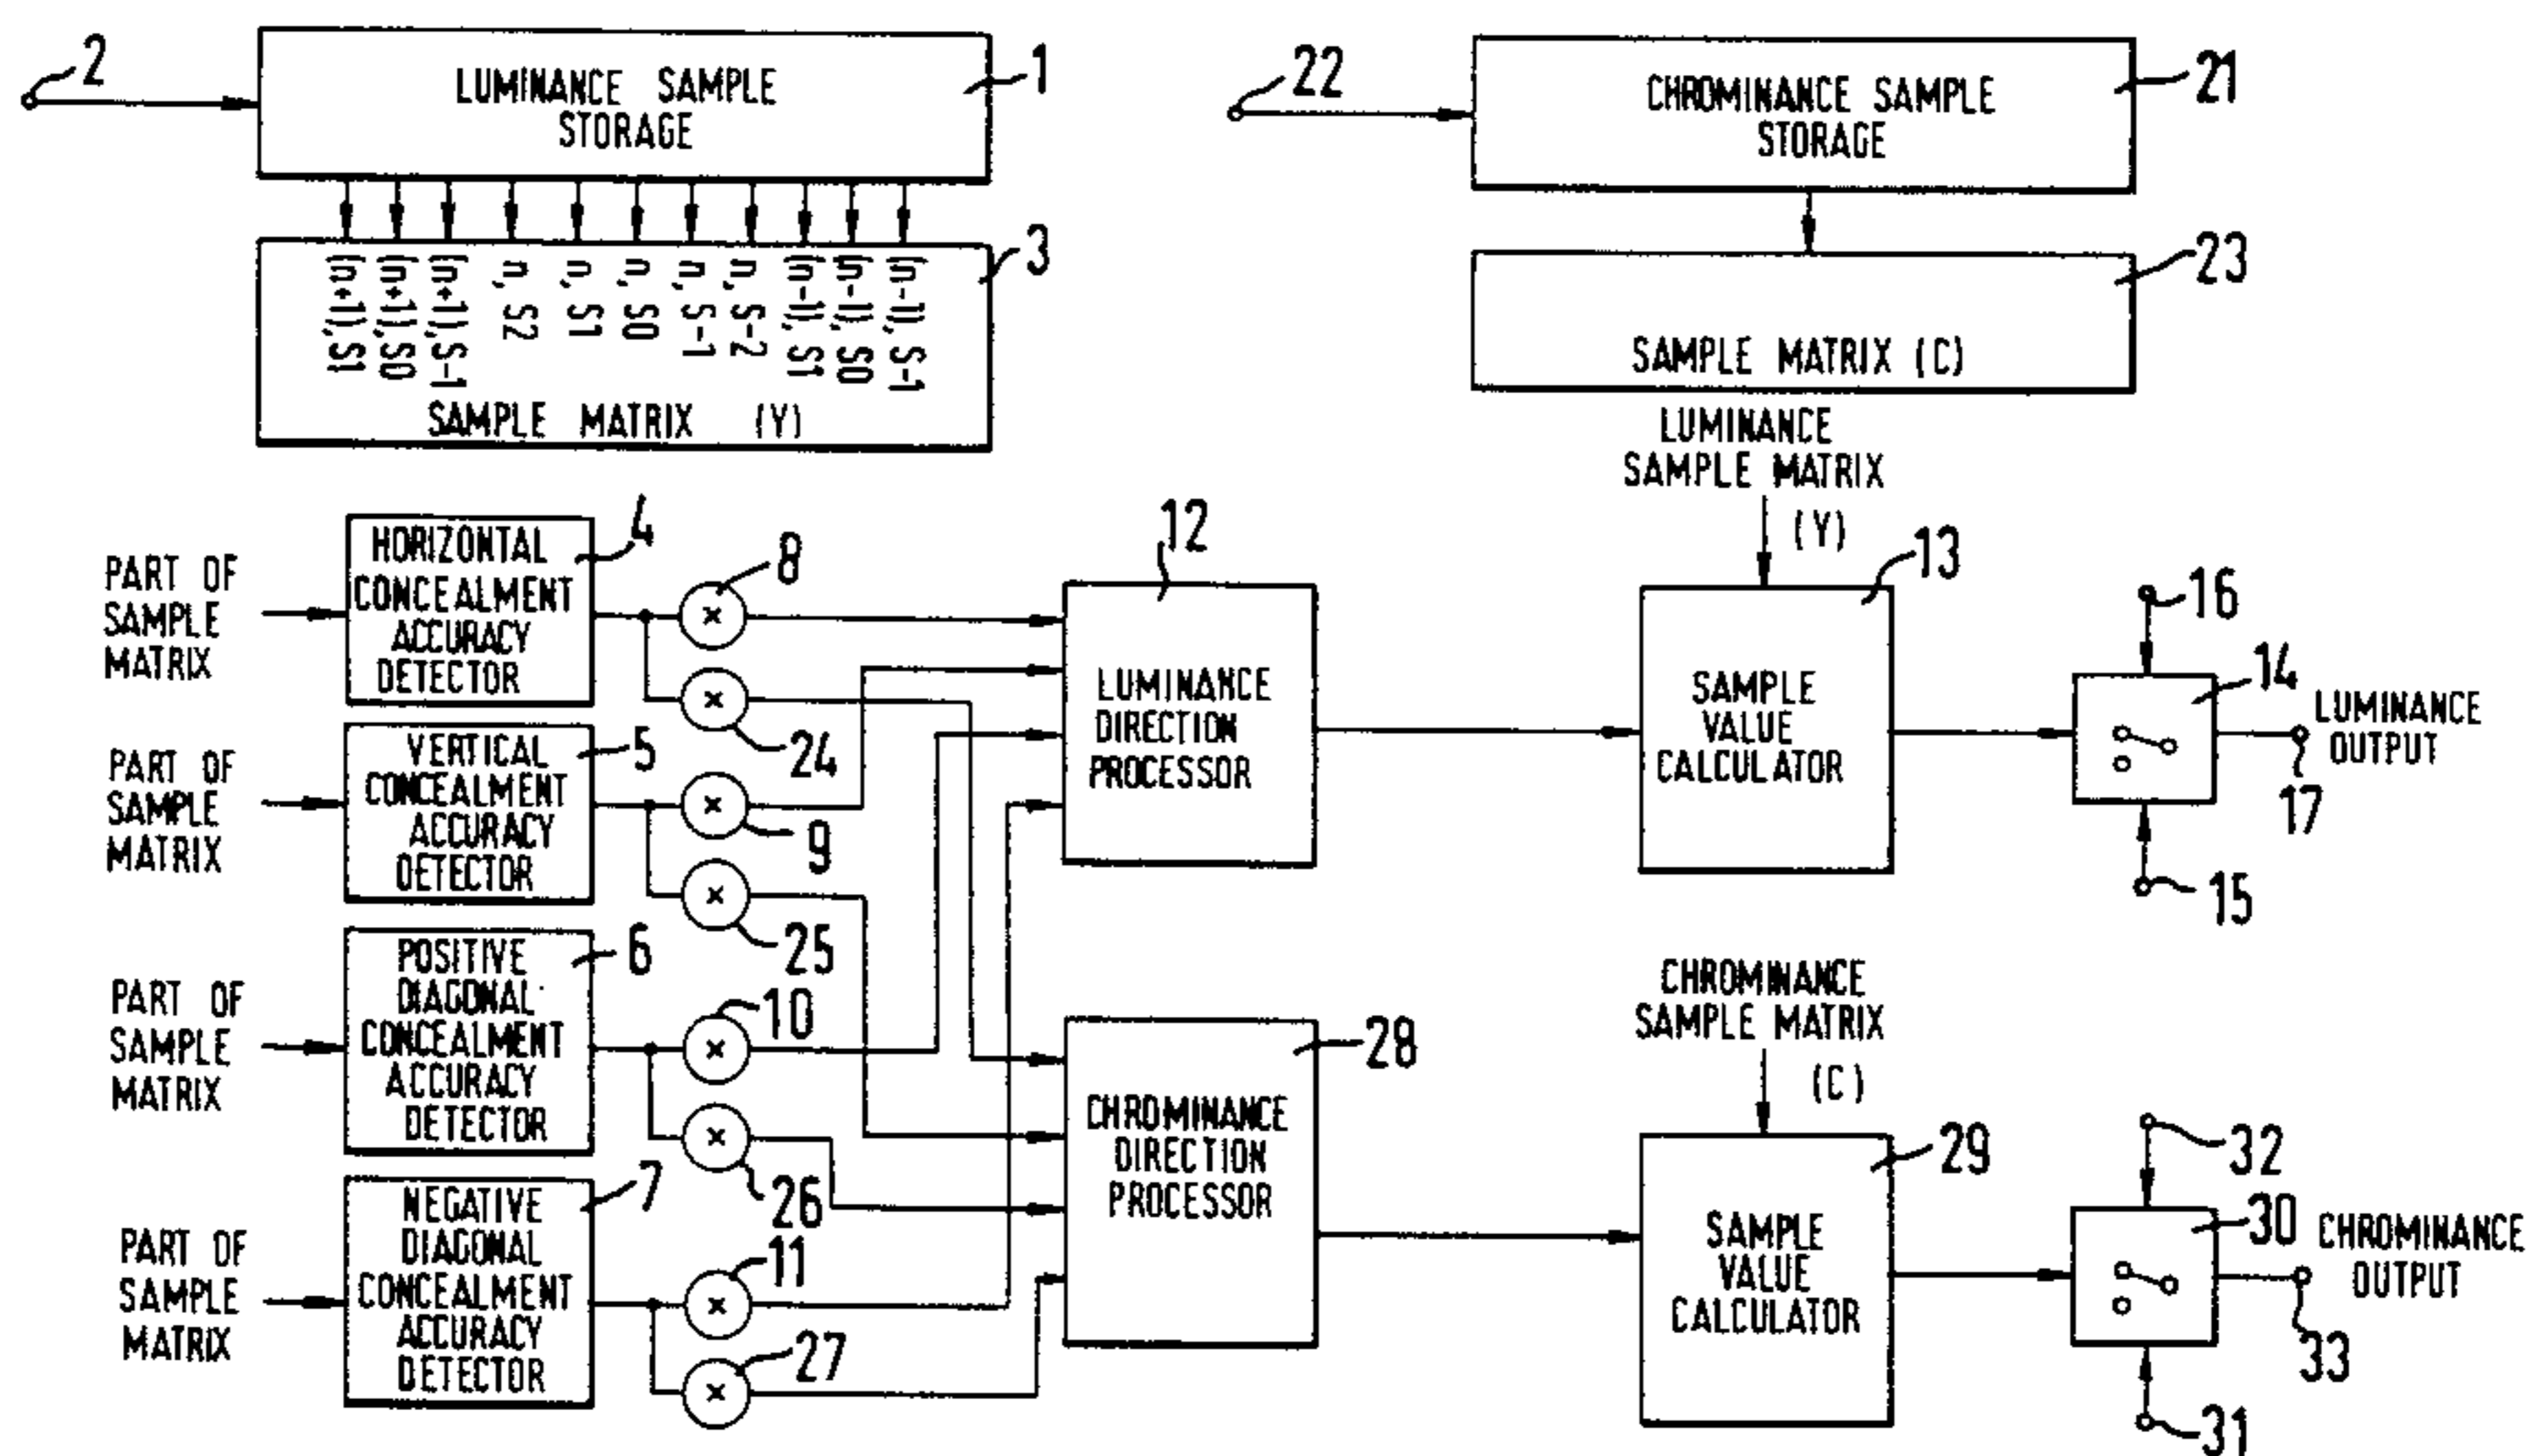 2
LUMINANCE SAMPLE
STORAGE
1
22
CHROMINANCE SAMPLE
STORAGE
21
(n+1), S1
(n+1), S0
(n+1), S-1
n, S2
n, S1
n, S0
n, S-1
n, S-2
(n-1), S1
(n-1), S0
(n-1), S-1
3
SAMPLE MATRIX (Y)
23
SAMPLE MATRIX (C)
PART OF
SAMPLE
MATRIX
HORIZONTAL
CONCEALMENT
ACCURACY
DETECTOR
4
8
x
x
24
PART OF
SAMPLE
MATRIX
VERTICAL
CONCEALMENT
ACCURACY
DETECTOR
5
x
9
x
25
PART OF
SAMPLE
MATRIX
POSITIVE
DIAGONAL
CONCEALMENT
ACCURACY
DETECTOR
6
10
x
x
26
PART OF
SAMPLE
MATRIX
NEGATIVE
DIAGONAL
CONCEALMENT
ACCURACY
DETECTOR
7
11
x
27
x
12
LUMINANCE
DIRECTION
PROCESSOR
LUMINANCE
SAMPLE MATRIX
(Y)
13
SAMPLE
VALUE
CALCULATOR
16
14
LUMINANCE
OUTPUT
17
15
28
CHROMINANCE
DIRECTION
PROCESSOR
CHROMINANCE
SAMPLE MATRIX
(C)
29
SAMPLE
VALUE
CALCULATOR
32
30
CHROMINANCE
OUTPUT
33
31